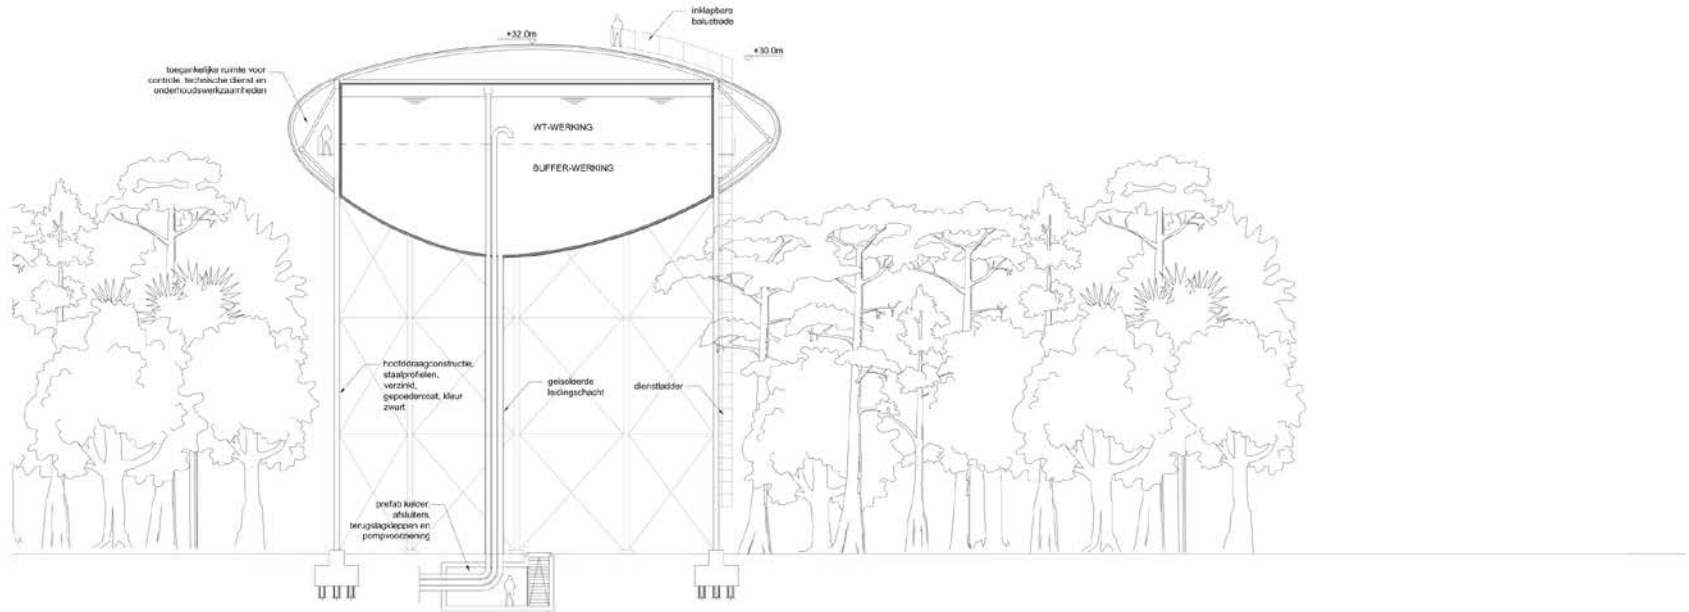 inklapbare
balustrade
+32.0m
+30.0m
toegankelijke ruimte voor
controle, technische dienst en
onderhoudswerkzaamheden
WT-WERKING
BUFFER-WERKING
hoofddraagconstructie,
staalprofielen,
verzinkt,
gepoedercoat, kleur
zwart
geisoleerde
leidingschacht
dienstladder
prefab kelder,
afsluiters,
terugslagkleppen en
pompvoorziening